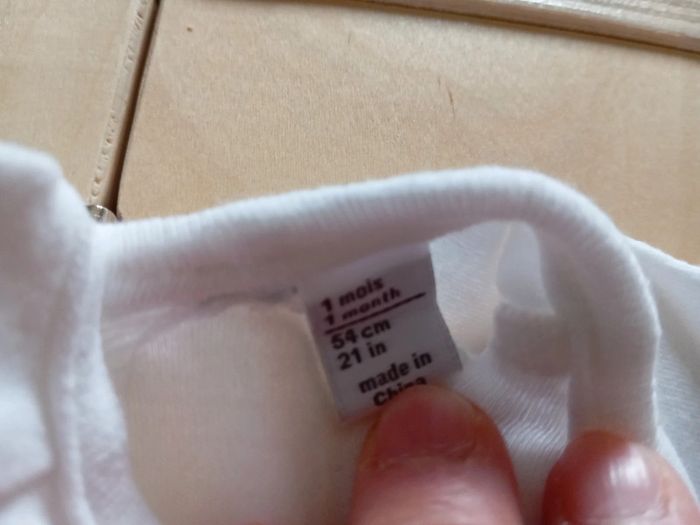 1 mois
1 month
54 cm
21 in
made in
China